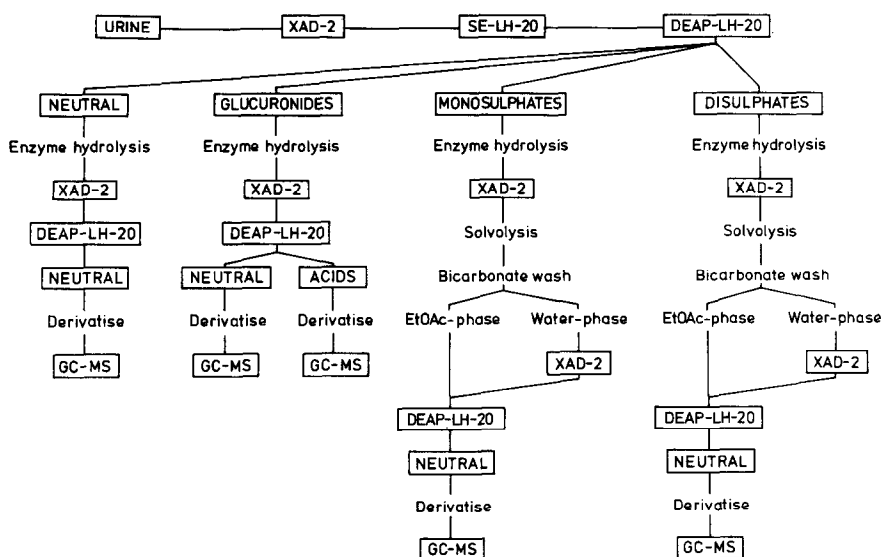 URINE XAD-2 SE-LH-20 DEAP-LH-20
NEUTRAL GLUCURONIDES MONOSULPHATES DISULPHATES
Enzyme hydrolysis Enzyme hydrolysis Enzyme hydrolysis Enzyme hydrolysis
XAD-2 XAD-2 XAD-2 XAD-2
DEAP-LH-20 DEAP-LH-20 Solvolysis Solvolysis
NEUTRAL NEUTRAL ACIDS Bicarbonate wash Bicarbonate wash
Derivatise Derivatise Derivatise EtOAc-phase Water-phase EtOAc-phase Water-phase
GC-MS GC-MS GC-MS XAD-2 XAD-2
DEAP-LH-20 DEAP-LH-20
NEUTRAL NEUTRAL
Derivatise Derivatise
GC-MS GC-MS